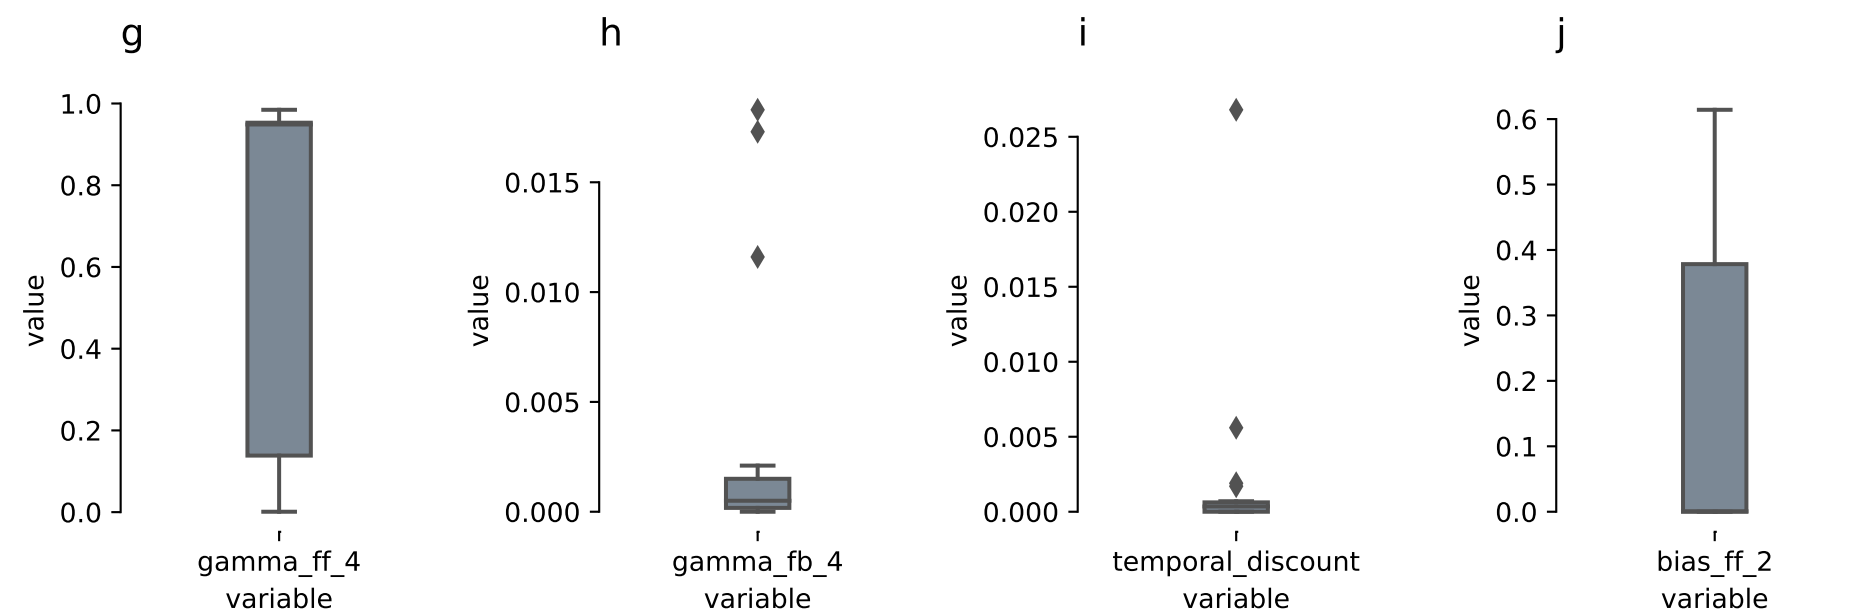 g
1.0
0.8
0.6
0.4
0.2
0.0
value
gamma_ff_4
variable
h
0.015
0.010
0.005
0.000
value
gamma_fb_4
variable
i
0.025
0.020
0.015
0.010
0.005
0.000
value
temporal_discount
variable
j
0.6
0.5
0.4
0.3
0.2
0.1
0.0
value
bias_ff_2
variable